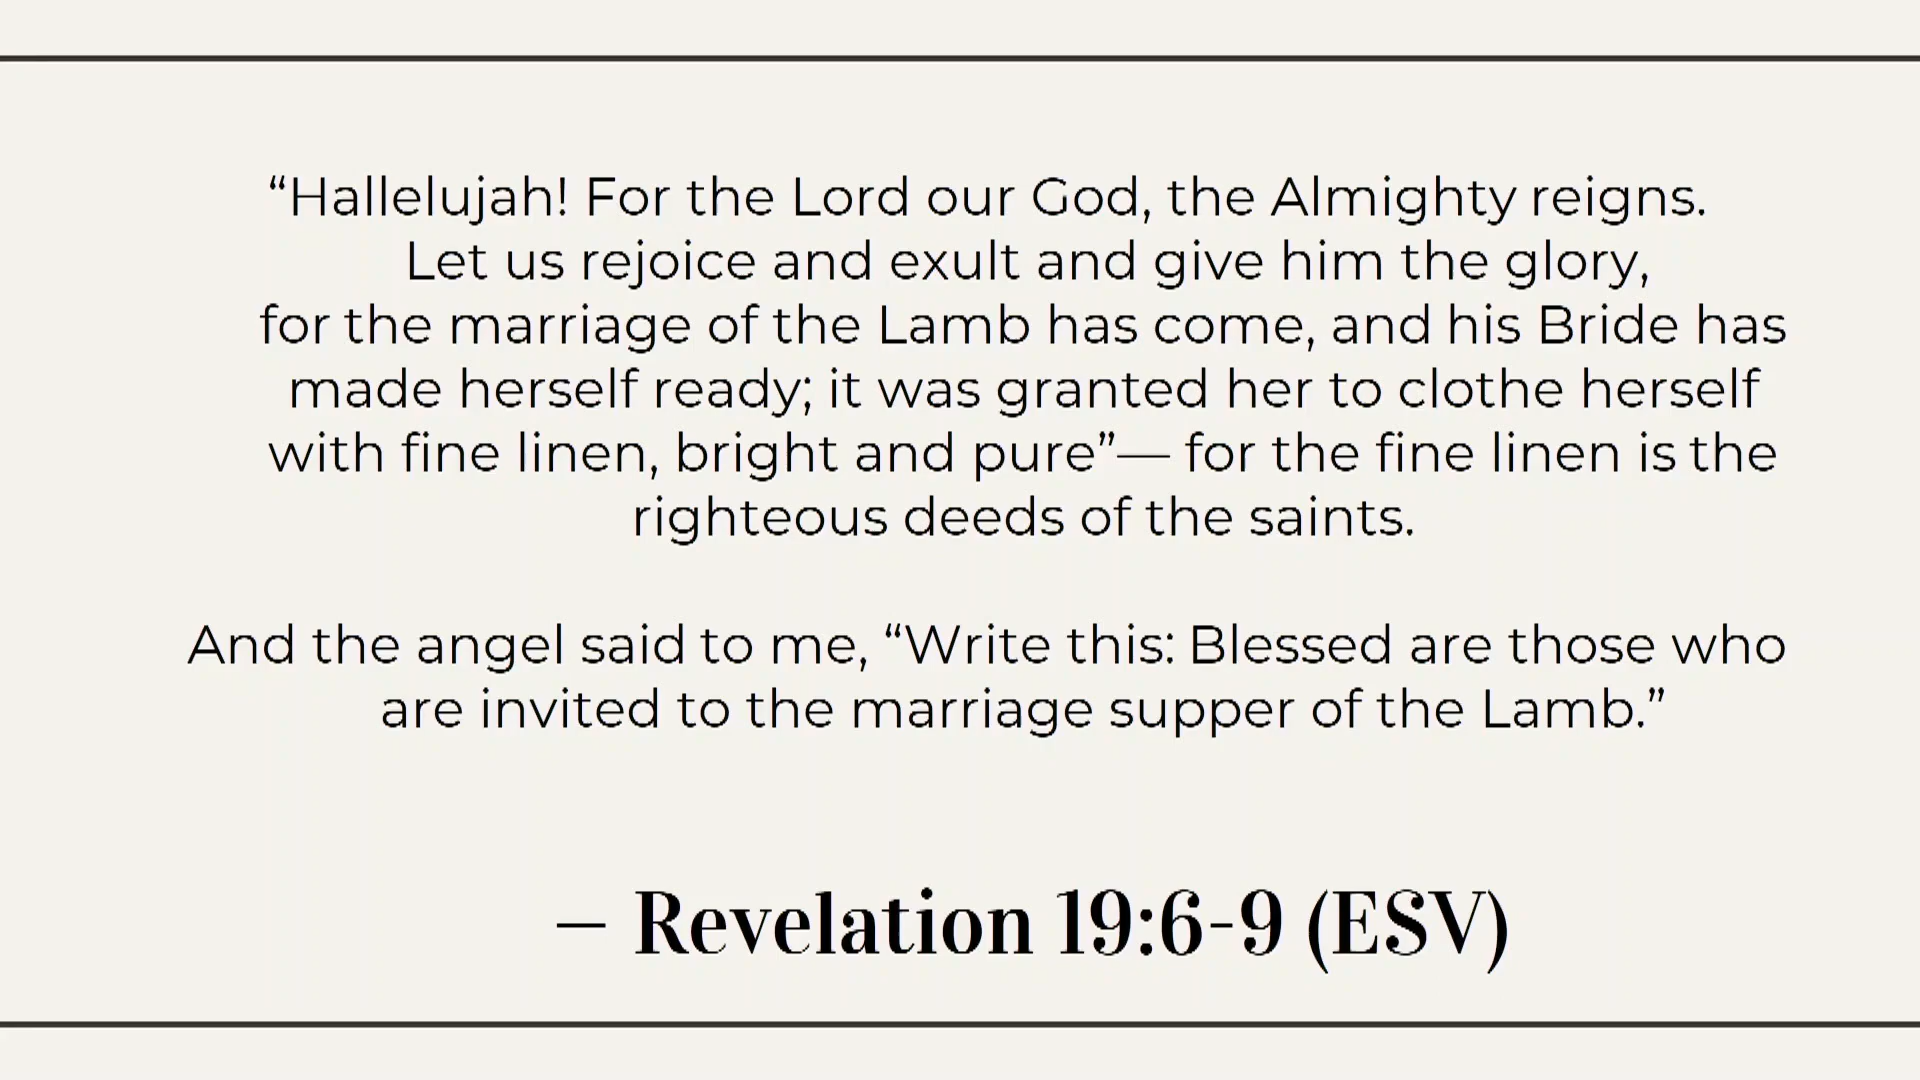 “Hallelujah! For the Lord our God, the Almighty reigns.
Let us rejoice and exult and give him the glory,
for the marriage of the Lamb has come, and his Bride has
made herself ready; it was granted her to clothe herself
with fine linen, bright and pure”— for the fine linen is the
righteous deeds of the saints.
And the angel said to me, “Write this: Blessed are those who
are invited to the marriage supper of the Lamb.”
– Revelation 19:6-9 (ESV)